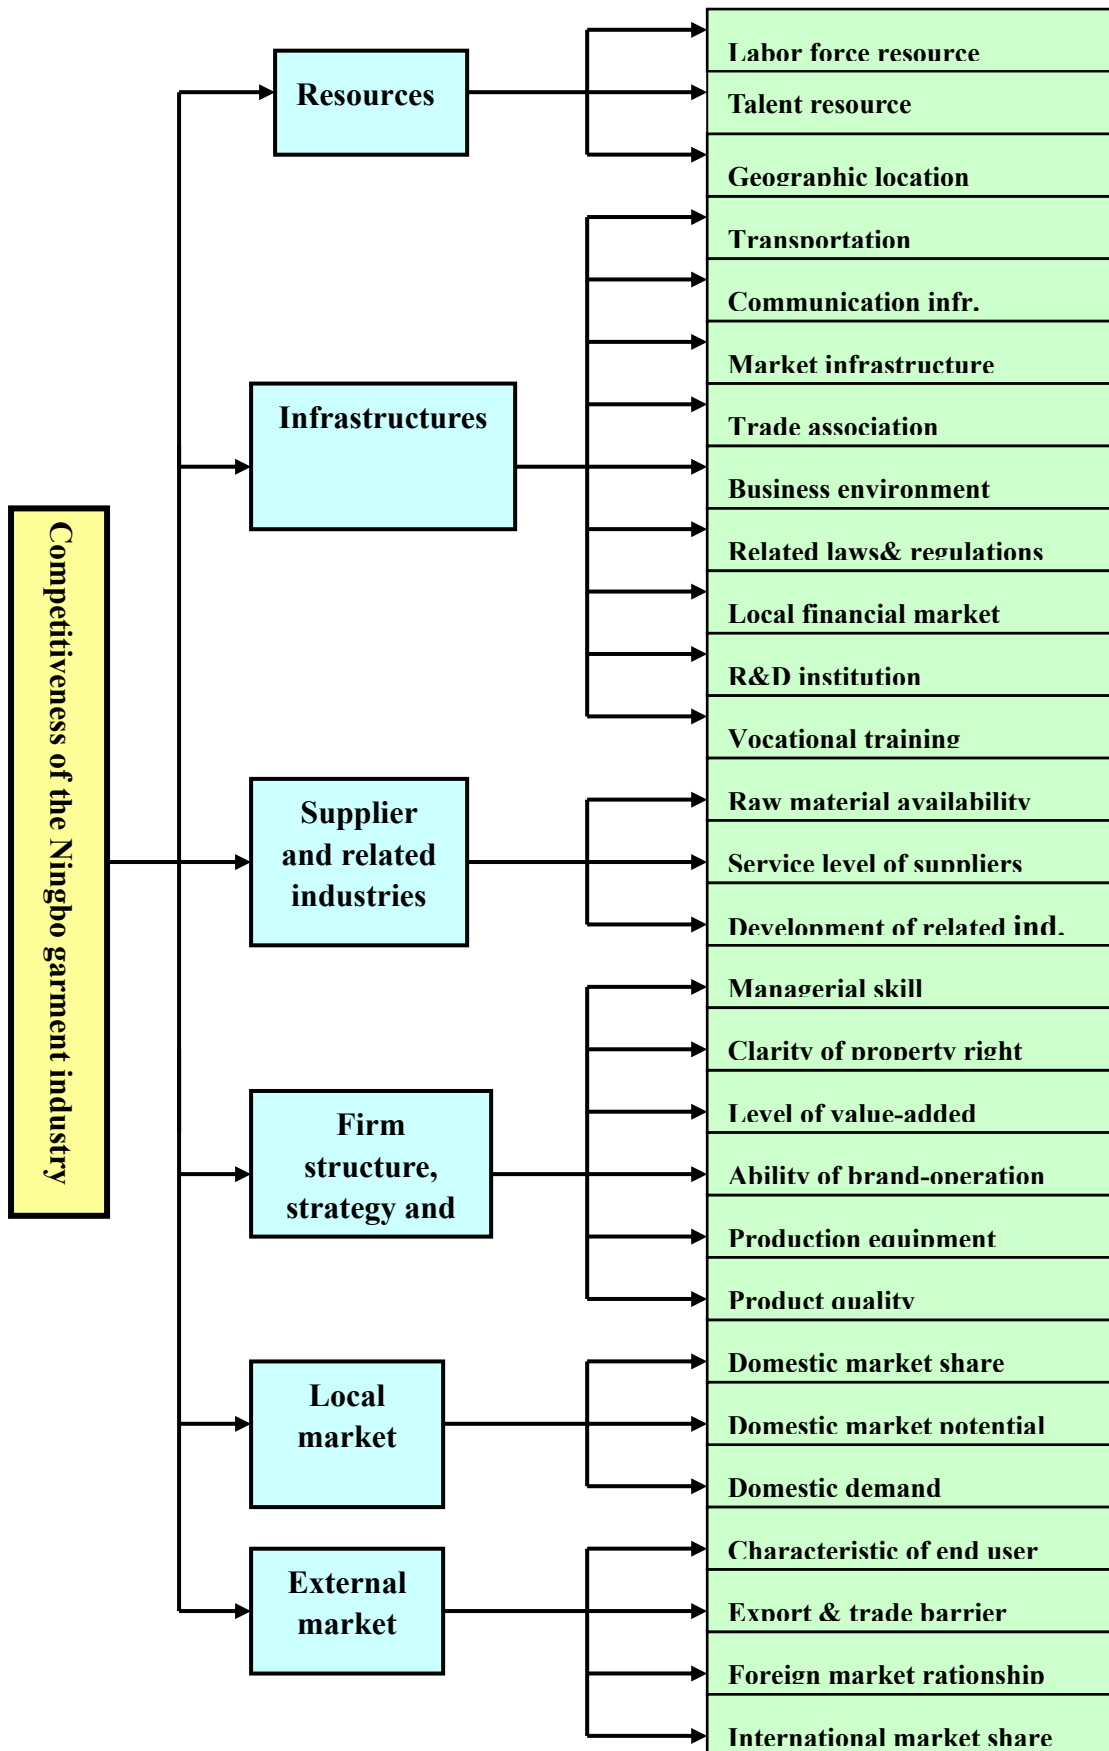 Competitiveness of the Ningbo garment industry
Resources
Labor force resource
Talent resource
Geographic location
Infrastructures
Transportation
Communication infr.
Market infrastructure
Trade association
Business environment
Related laws& regulations
Local financial market
R&D institution
Vocational training
Supplier
and related
industries
Raw material availability
Service level of suppliers
Development of related ind.
Firm
structure,
strategy and
Managerial skill
Clarity of property right
Level of value-added
Ability of brand-operation
Production equipment
Product quality
Local
market
Domestic market share
Domestic market potential
Domestic demand
External
market
Characteristic of end user
Export & trade barrier
Foreign market rationship
International market share